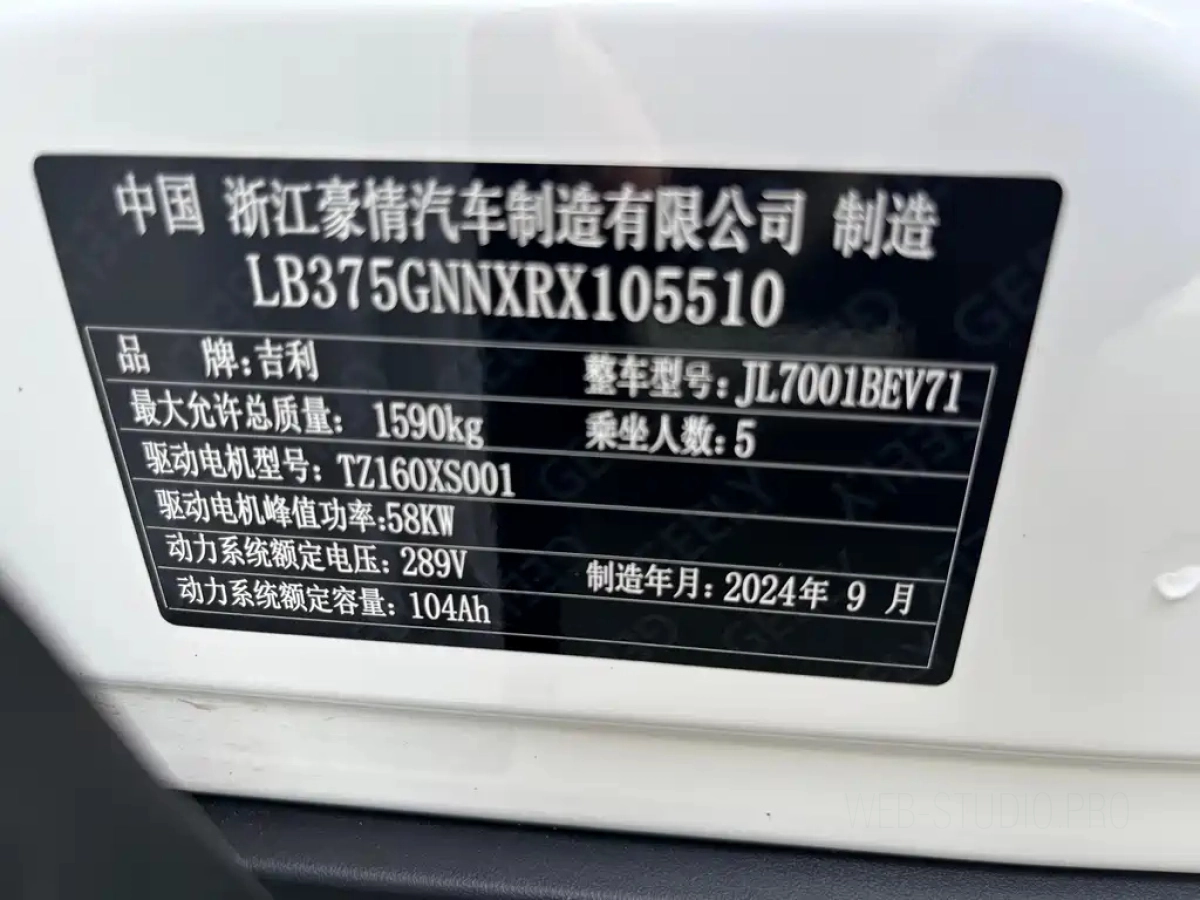 中国 浙江豪情汽车制造有限公司 制造
LB375GNNXRX105510
品 牌:吉利 整车型号:JL7001BEV71
最大允许总质量: 1590kg 乘坐人数:5
驱动电机型号: TZ160XS001
驱动电机峰值功率:58KW
动力系统额定电压: 289V 制造年月: 2024年 9 月
动力系统额定容量: 104Ah
WEB-STUDIO.PRO